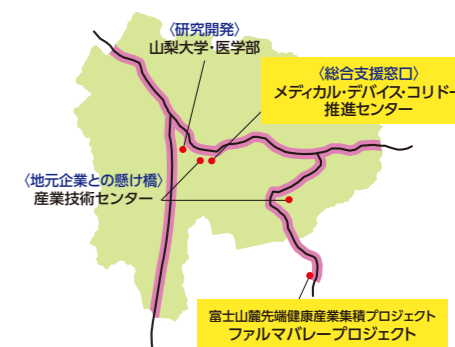 〈研究開発〉
山梨大学・医学部
〈総合支援窓口〉
メディカル・デバイス・コリドー
推進センター
〈地元企業との懸け橋〉
産業技術センター
富士山麓先端健康産業集積プロジェクト
ファルマバレープロジェクト